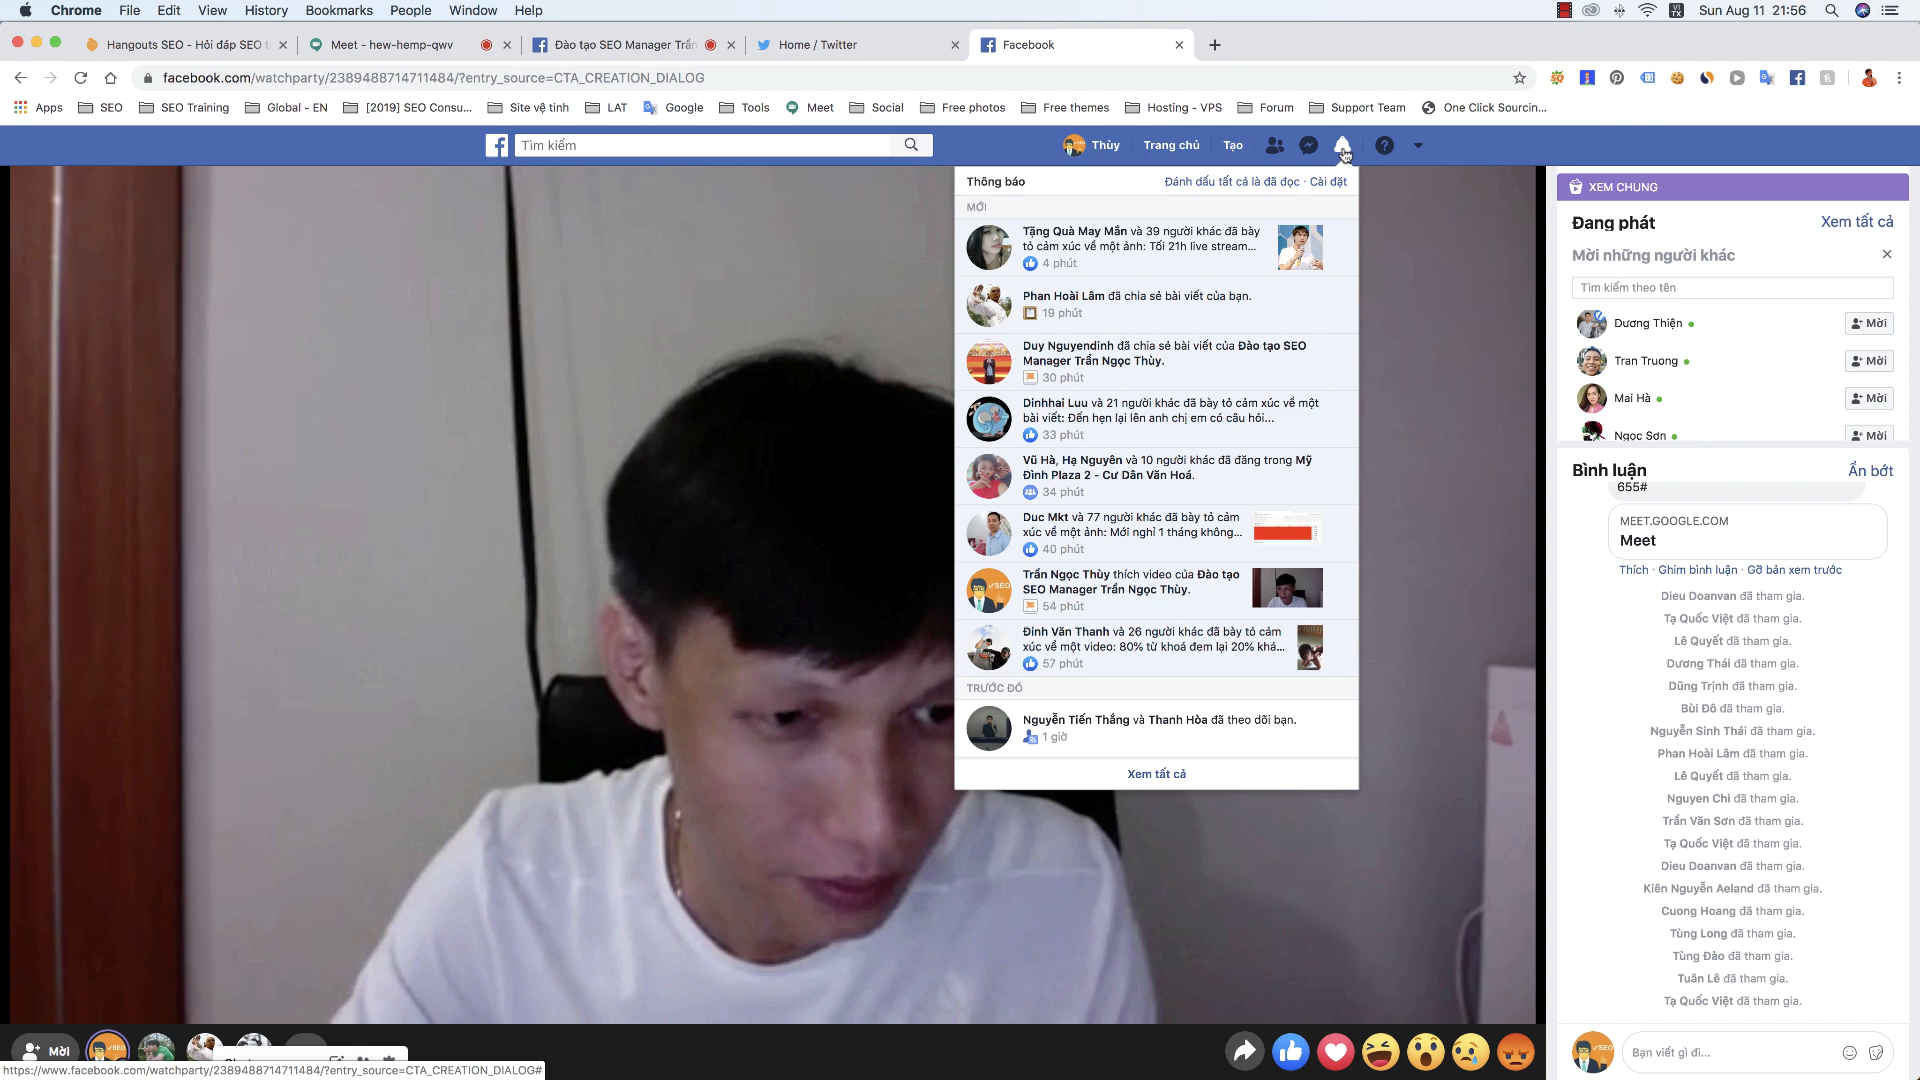 Chrome File Edit View History Bookmarks People Window Help
VI
TX
Sun Aug 11 21:56
Hangouts SEO - Hỏi đáp SEO t
Meet - hew-hemp-qwv
Đào tạo SEO Manager Trần
Home / Twitter
Facebook
facebook.com/watchparty/2389488714711484/?entry_source=CTA_CREATION_DIALOG
Apps SEO SEO Training Global - EN [2019] SEO Consu... Site vệ tinh LAT Google Tools Meet Social Free photos Free themes Hosting - VPS Forum Support Team One Click Sourcin...
Tìm kiếm
Thùy Trang chủ Tạo
Thông báo
Đánh dấu tất cả là đã đọc · Cài đặt
MỚI
Tặng Quà May Mắn và 39 người khác đã bày
tỏ cảm xúc về một ảnh: Tối 21h live stream...
4 phút
Phan Hoài Lâm đã chia sẻ bài viết của bạn.
19 phút
Duy Nguyendinh đã chia sẻ bài viết của Đào tạo SEO
Manager Trần Ngọc Thùy.
30 phút
Dinhhai Luu và 21 người khác đã bày tỏ cảm xúc về một
bài viết: Đến hẹn lại lên anh chị em có câu hỏi...
33 phút
Vũ Hà, Hạ Nguyên và 10 người khác đã đăng trong Mỹ
Đình Plaza 2 - Cư Dân Văn Hoá.
34 phút
Duc Mkt và 77 người khác đã bày tỏ cảm
xúc về một ảnh: Mới nghỉ 1 tháng không...
40 phút
Trần Ngọc Thùy thích video của Đào tạo
SEO Manager Trần Ngọc Thùy.
54 phút
Đinh Văn Thanh và 26 người khác đã bày tỏ cảm
xúc về một video: 80% từ khoá đem lại 20% khá...
57 phút
TRƯỚC ĐÓ
Nguyễn Tiến Thắng và Thanh Hòa đã theo dõi bạn.
1 giờ
Xem tất cả
XEM CHUNG
Đang phát
Xem tất cả
Mời những người khác
Tìm kiếm theo tên
Dương Thiện
Mời
Tran Truong
Mời
Mai Hà
Mời
Ngọc Sơn
Mời
Bình luận
Ẩn bớt
655#
MEET.GOOGLE.COM
Meet
Thích · Ghim bình luận · Gỡ bản xem trước
Dieu Doanvan đã tham gia.
Tạ Quốc Việt đã tham gia.
Lê Quyết đã tham gia.
Dương Thái đã tham gia.
Dũng Trịnh đã tham gia.
Bùi Đô đã tham gia.
Nguyễn Sinh Thái đã tham gia.
Phan Hoài Lâm đã tham gia.
Lê Quyết đã tham gia.
Nguyen Chi đã tham gia.
Trần Văn Sơn đã tham gia.
Tạ Quốc Việt đã tham gia.
Dieu Doanvan đã tham gia.
Kiên Nguyễn Aeland đã tham gia.
Cuong Hoang đã tham gia.
Tùng Long đã tham gia.
Tùng Đào đã tham gia.
Tuân Lê đã tham gia.
Tạ Quốc Việt đã tham gia.
Mời
Bạn viết gì đi...
https://www.facebook.com/watchparty/2389488714711484/?entry_source=CTA_CREATION_DIALOG#